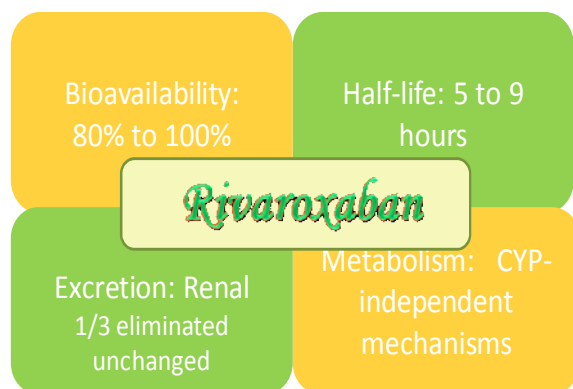 Bioavailability:
80% to 100%
Half-life: 5 to 9
hours
Rivaroxaban
Excretion: Renal
1/3 eliminated
unchanged
Metabolism: CYP-
independent
mechanisms